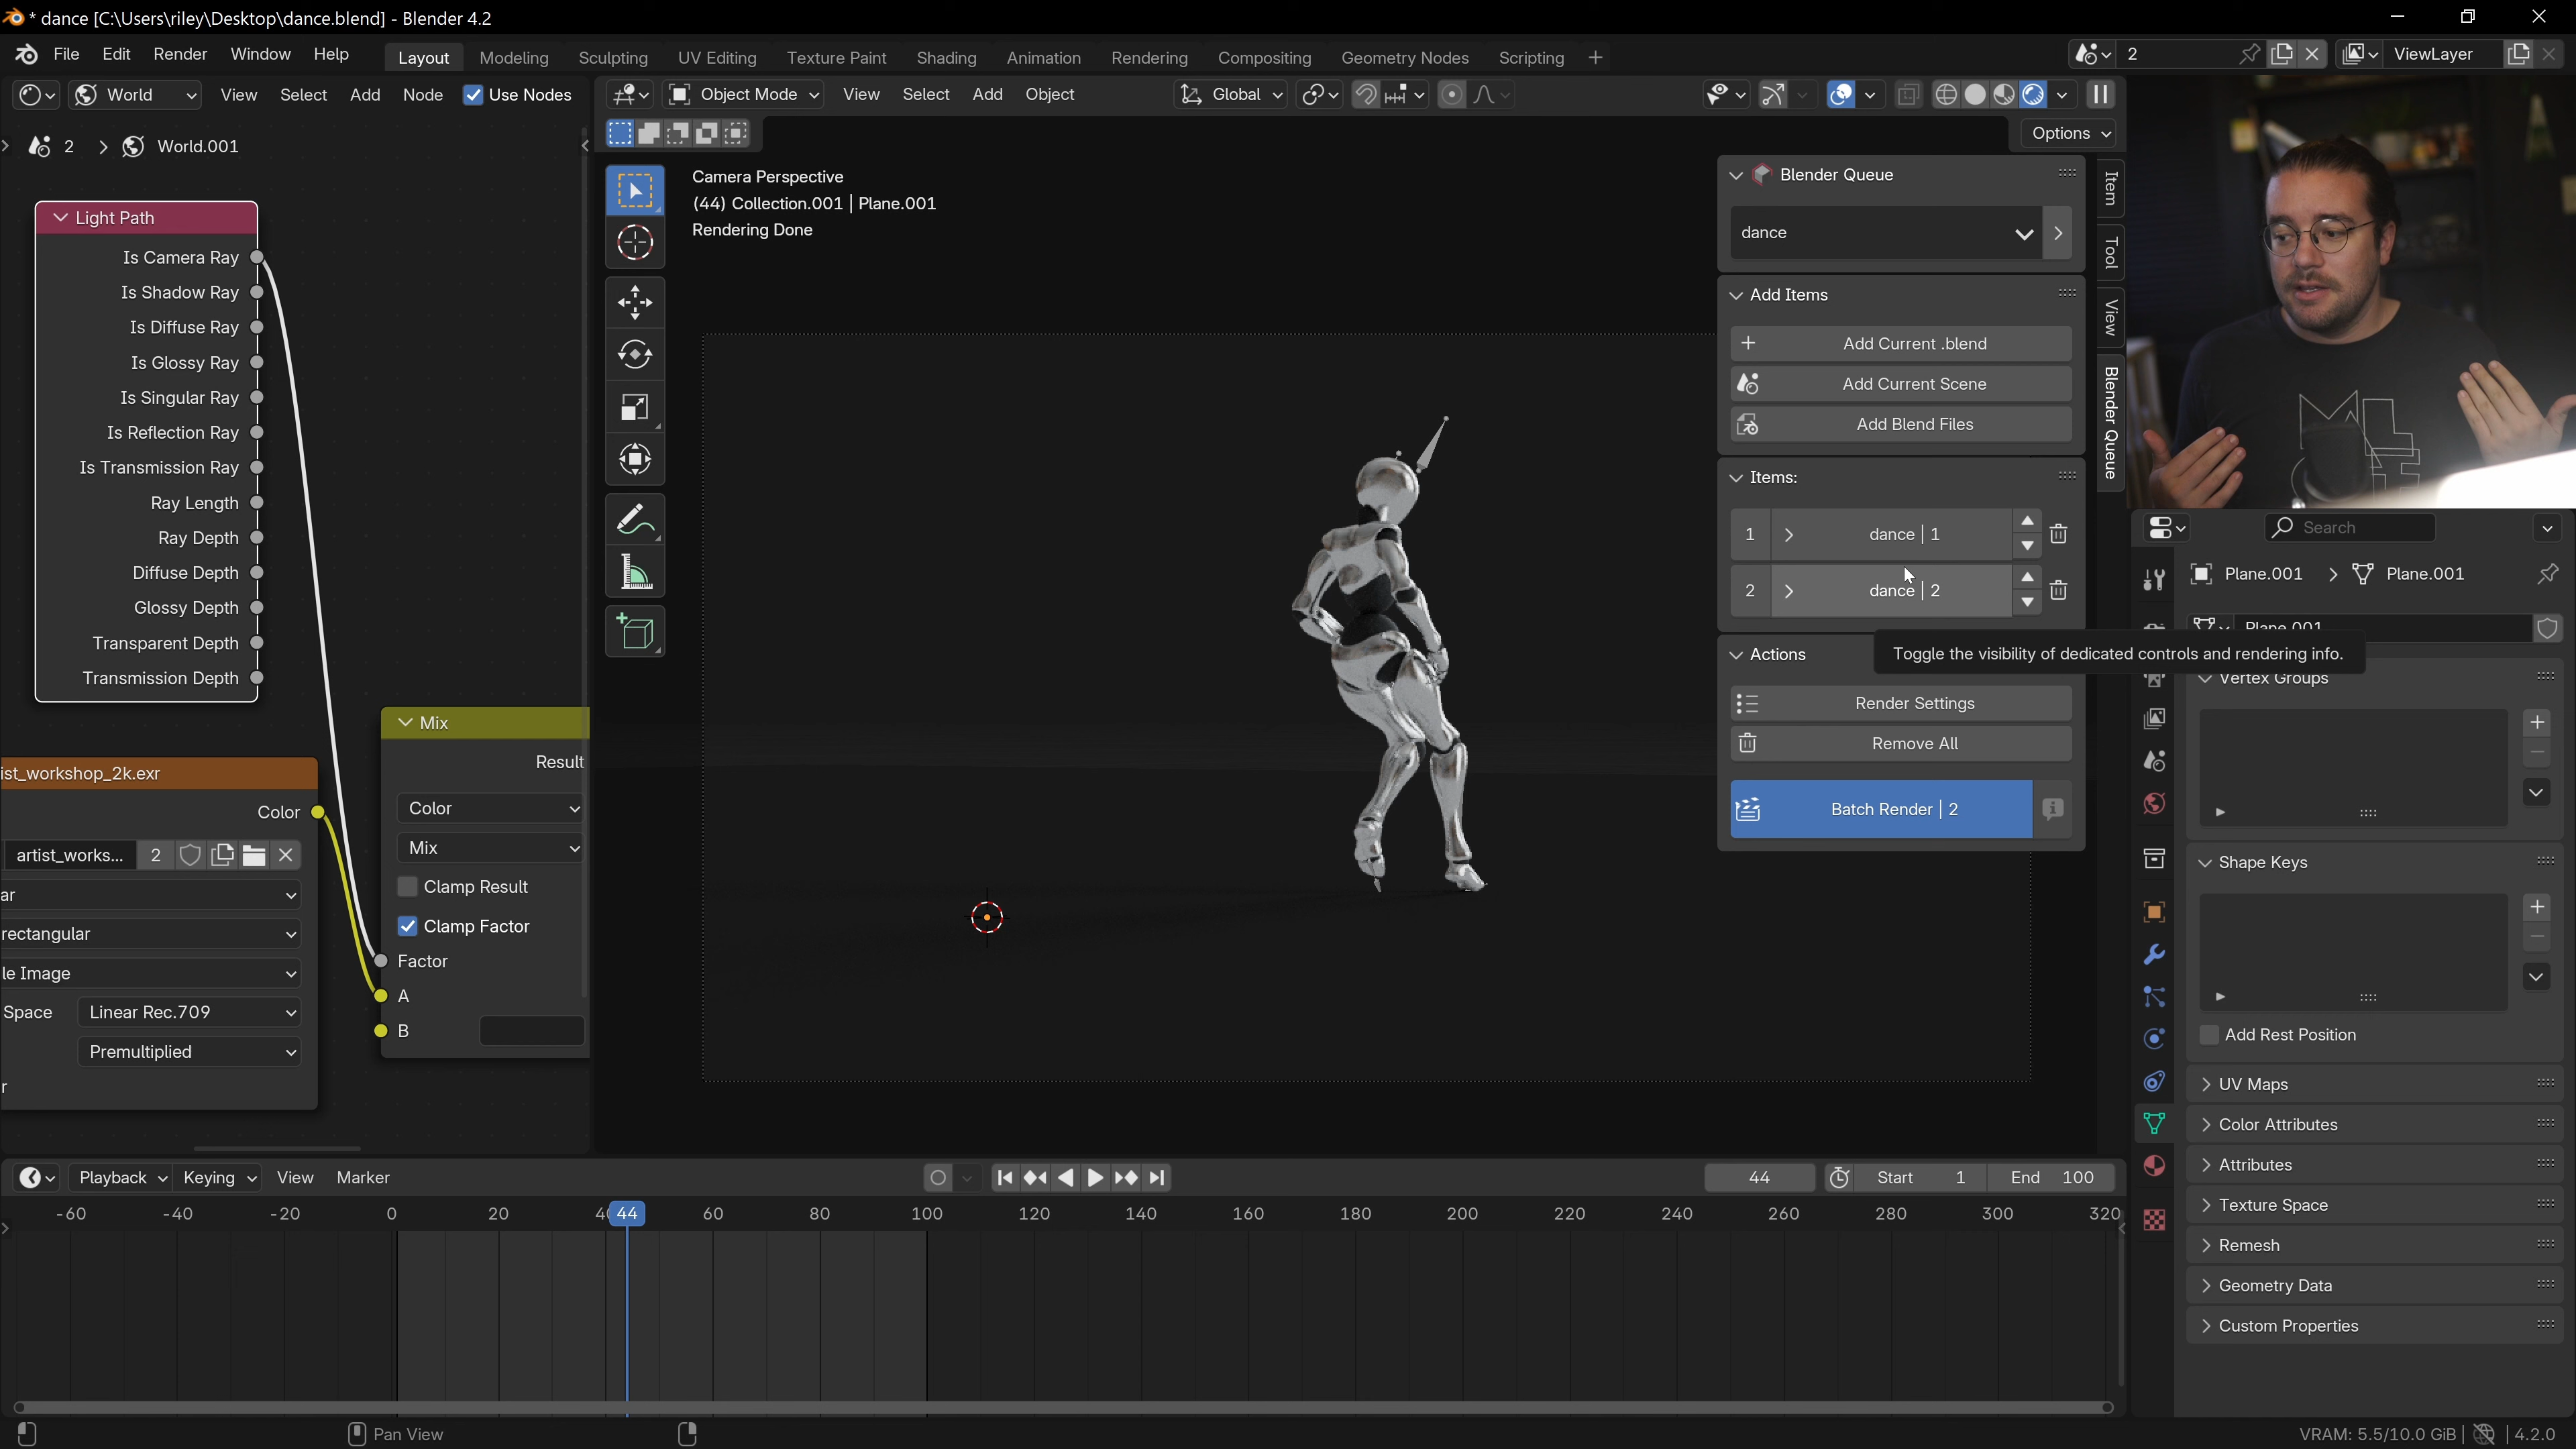 * dance [C:\Users\riley\Desktop\dance.blend] - Blender 4.2
File Edit Render Window Help
Layout Modeling Sculpting UV Editing Texture Paint Shading Animation Rendering Compositing Geometry Nodes Scripting +
2
ViewLayer
World View Select Add Node Use Nodes
Object Mode View Select Add Object
Global
Options
2 > World.001
Light Path
Is Camera Ray
Is Shadow Ray
Is Diffuse Ray
Is Glossy Ray
Is Singular Ray
Is Reflection Ray
Is Transmission Ray
Ray Length
Ray Depth
Diffuse Depth
Glossy Depth
Transparent Depth
Transmission Depth
ist_workshop_2k.exr
Color
artist_works... 2
ar
rectangular
le Image
Space Linear Rec.709
Premultiplied
r
Mix
Result
Color
Mix
Clamp Result
Clamp Factor
Factor
A
B
Camera Perspective
(44) Collection.001 | Plane.001
Rendering Done
Blender Queue
dance
Add Items
Add Current .blend
Add Current Scene
Add Blend Files
Items:
1 dance | 1
2 dance | 2
Actions
Toggle the visibility of dedicated controls and rendering info.
Render Settings
Remove All
Batch Render | 2
Item
Tool
View
Blender Queue
Search
Plane.001 > Plane.001
Plane.001
Vertex Groups
Shape Keys
Add Rest Position
UV Maps
Color Attributes
Attributes
Texture Space
Remesh
Geometry Data
Custom Properties
Playback Keying View Marker
44
Start 1 End 100
-60 -40 -20 0 20 40 44 60 80 100 120 140 160 180 200 220 240 260 280 300 320
Pan View
VRAM: 5.5/10.0 GiB | 4.2.0